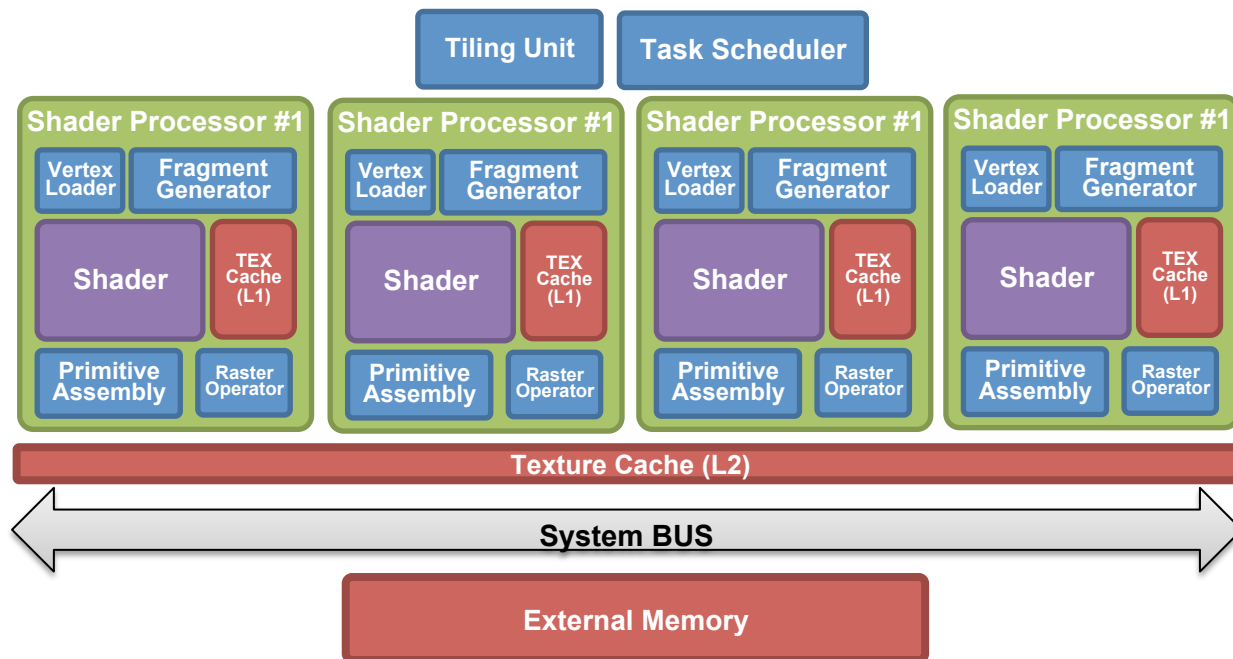 Tiling Unit
Task Scheduler
Shader Processor #1
Vertex
Loader
Fragment
Generator
Shader
TEX
Cache
(L1)
Primitive
Assembly
Raster
Operator
Shader Processor #1
Vertex
Loader
Fragment
Generator
Shader
TEX
Cache
(L1)
Primitive
Assembly
Raster
Operator
Shader Processor #1
Vertex
Loader
Fragment
Generator
Shader
TEX
Cache
(L1)
Primitive
Assembly
Raster
Operator
Shader Processor #1
Vertex
Loader
Fragment
Generator
Shader
TEX
Cache
(L1)
Primitive
Assembly
Raster
Operator
Texture Cache (L2)
System BUS
External Memory